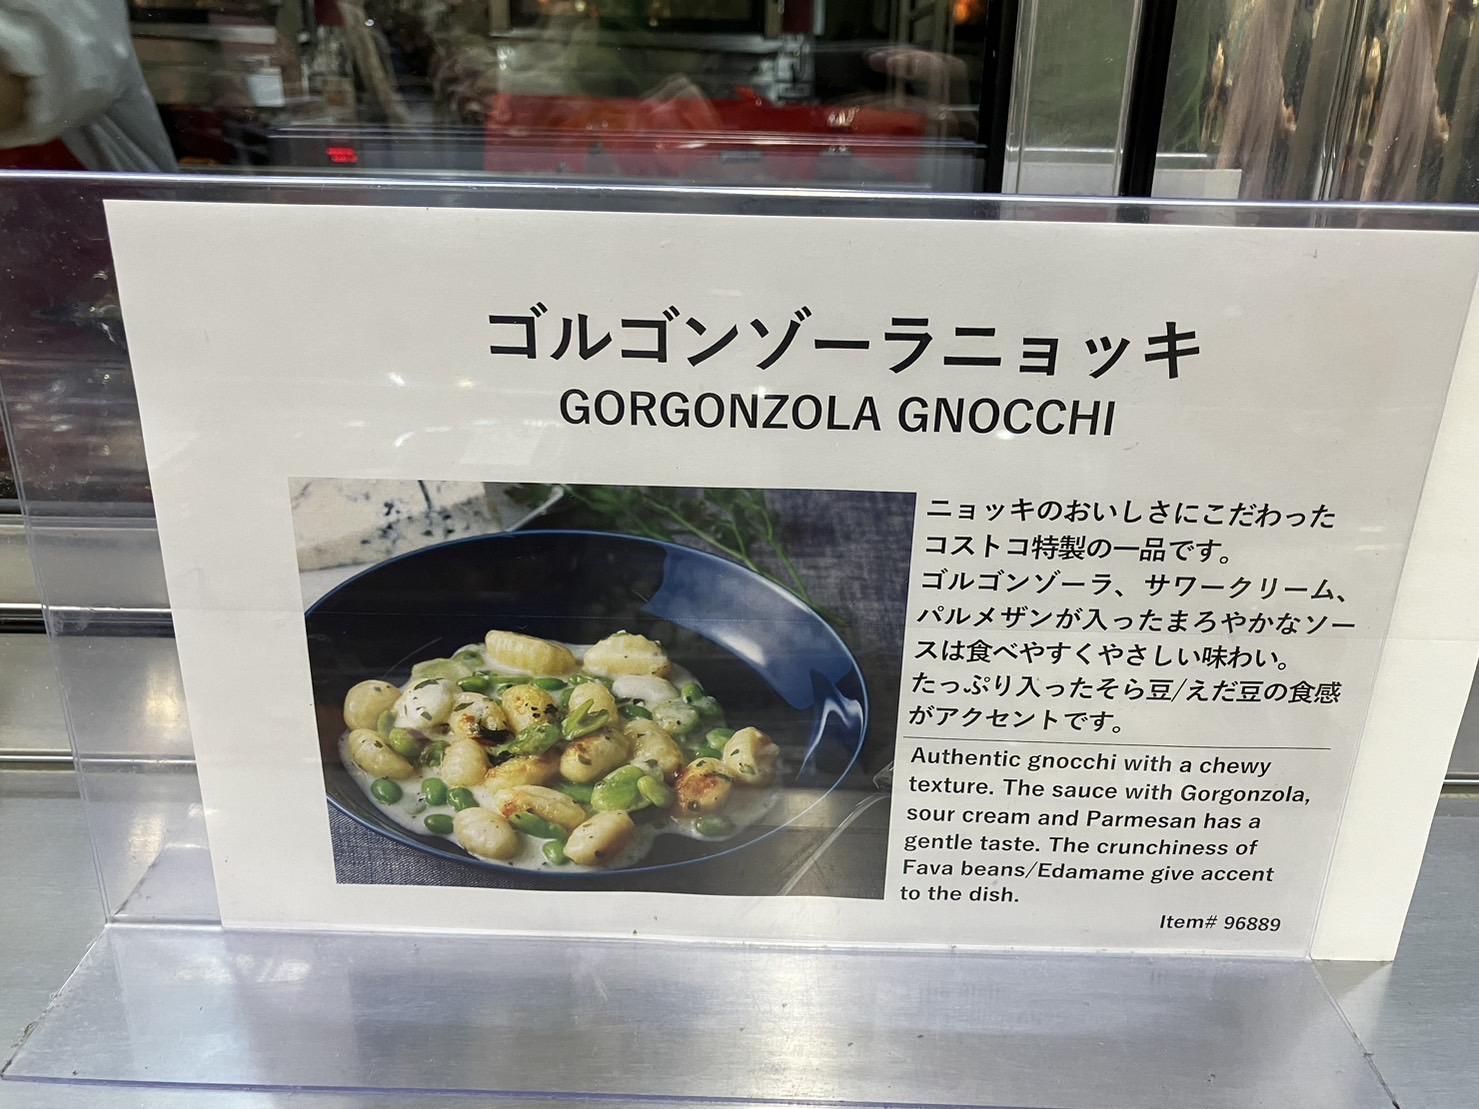 ゴルゴンゾーラニョッキ
GORGONZOLA GNOCCHI
ニョッキのおいしさにこだわった
コストコ特製の一品です。
ゴルゴンゾーラ、サワークリーム、
パルメザンが入ったまろやかなソー
スは食べやすくやさしい味わい。
たっぷり入ったそら豆/えだ豆の食感
がアクセントです。
Authentic gnocchi with a chewy
texture. The sauce with Gorgonzola,
sour cream and Parmesan has a
gentle taste. The crunchiness of
Fava beans/Edamame give accent
to the dish.
Item# 96889